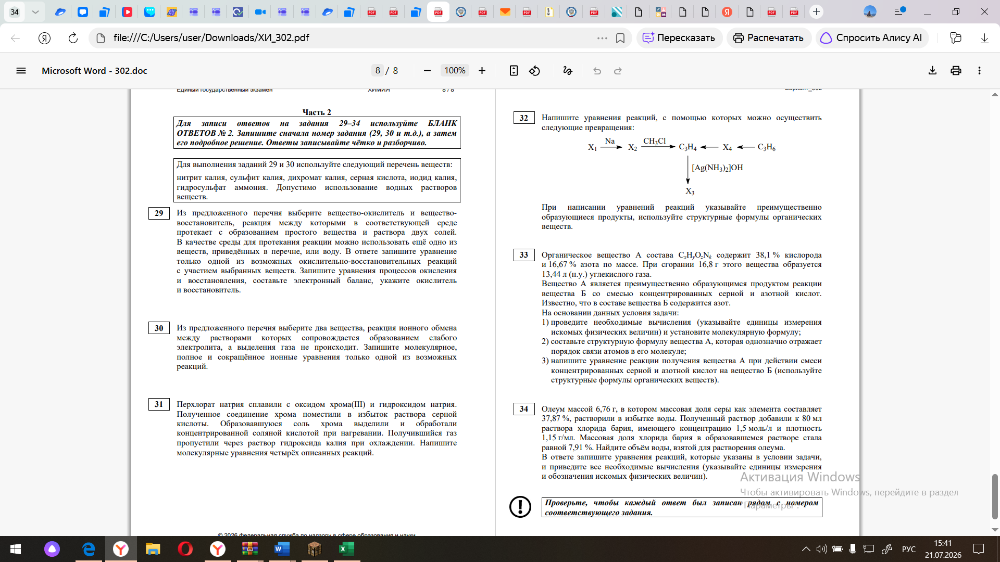 34
file:///C:/Users/user/Downloads/ХИ_302.pdf
Пересказать
Распечатать
Спросить Алису AI
Microsoft Word - 302.doc
8 / 8
100%
Единый государственный экзамен
ХИМИЯ
8 / 8
Часть 2
Для записи ответов на задания 29–34 используйте БЛАНК
ОТВЕТОВ № 2. Запишите сначала номер задания (29, 30 и т.д.), а затем
его подробное решение. Ответы записывайте чётко и разборчиво.
Для выполнения заданий 29 и 30 используйте следующий перечень веществ:
нитрит калия, сульфит калия, дихромат калия, серная кислота, иодид калия,
гидросульфат аммония. Допустимо использование водных растворов
веществ.
29
Из предложенного перечня выберите вещество-окислитель и вещество-
восстановитель, реакция между которыми в соответствующей среде
протекает с образованием простого вещества и раствора двух солей.
В качестве среды для протекания реакции можно использовать ещё одно из
веществ, приведённых в перечне, или воду. В ответе запишите уравнение
только одной из возможных окислительно-восстановительных реакций
с участием выбранных веществ. Запишите уравнения процессов окисления
и восстановления, составьте электронный баланс, укажите окислитель
и восстановитель.
30
Из предложенного перечня выберите два вещества, реакция ионного обмена
между растворами которых сопровождается образованием слабого
электролита, а выделения газа не происходит. Запишите молекулярное,
полное и сокращённое ионные уравнения только одной из возможных
реакций.
31
Перхлорат натрия сплавили с оксидом хрома(III) и гидроксидом натрия.
Полученное соединение хрома поместили в избыток раствора серной
кислоты. Образовавшуюся соль хрома выделили и обработали
концентрированной соляной кислотой при нагревании. Получившийся газ
пропустили через раствор гидроксида калия при охлаждении. Напишите
молекулярные уравнения четырёх описанных реакций.
© 2026 Федеральная служба по надзору в сфере образования и науки
Вариант_302
32
Напишите уравнения реакций, с помощью которых можно осуществить
следующие превращения:
X₁ Na X₂ CH₃Cl C₃H₄ X₄ C₃H₆
[Ag(NH₃)₂]OH
X₃
При написании уравнений реакций указывайте преимущественно
образующиеся продукты, используйте структурные формулы органических
веществ.
33
Органическое вещество А состава CxHyOzNk содержит 38,1 % кислорода
и 16,67 % азота по массе. При сгорании 16,8 г этого вещества образуется
13,44 л (н.у.) углекислого газа.
Вещество А является преимущественно образующимся продуктом реакции
вещества Б со смесью концентрированных серной и азотной кислот.
Известно, что в составе вещества Б содержится азот.
На основании данных условия задачи:
1) проведите необходимые вычисления (указывайте единицы измерения
искомых физических величин) и установите молекулярную формулу;
2) составьте структурную формулу вещества А, которая однозначно отражает
порядок связи атомов в его молекуле;
3) напишите уравнение реакции получения вещества А при действии смеси
концентрированных серной и азотной кислот на вещество Б (используйте
структурные формулы органических веществ).
34
Олеум массой 6,76 г, в котором массовая доля серы как элемента составляет
37,87 %, растворили в избытке воды. Полученный раствор добавили к 80 мл
раствора хлорида бария, имеющего концентрацию 1,5 моль/л и плотность
1,15 г/мл. Массовая доля хлорида бария в образовавшемся растворе стала
равной 7,91 %. Найдите объём воды, взятой для растворения олеума.
В ответе запишите уравнения реакций, которые указаны в условии задачи,
и приведите все необходимые вычисления (указывайте единицы измерения
и обозначения искомых физических величин).
Проверьте, чтобы каждый ответ был записан рядом с номером
соответствующего задания.
Активация Windows
Чтобы активировать Windows, перейдите в раздел
"Параметры".
РУС
15:41
21.07.2026